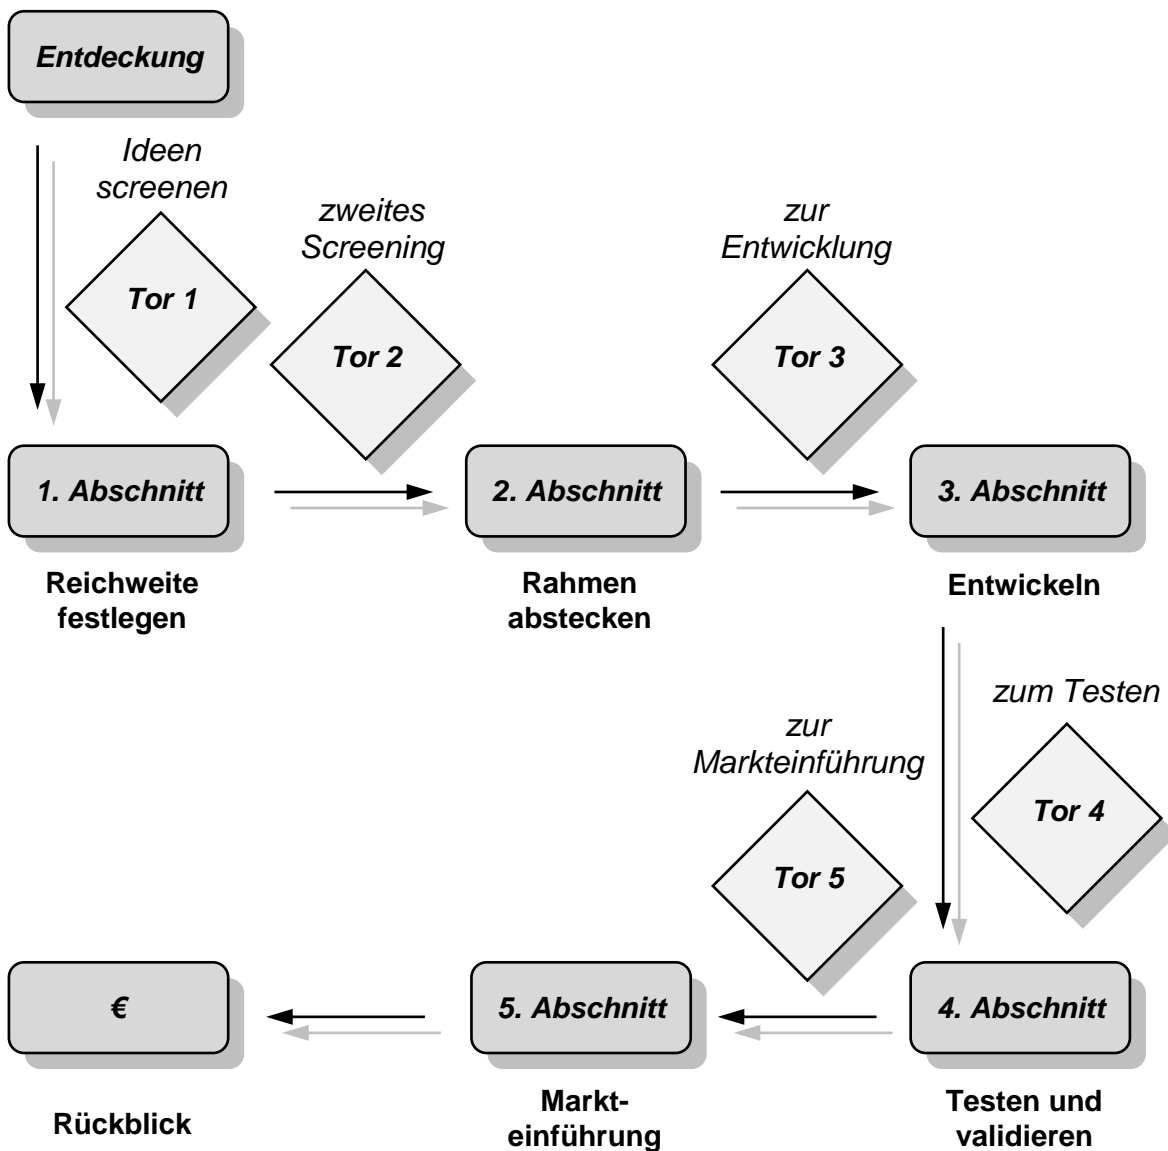 Entdeckung
Ideen
screenen
Tor 1
zweites
Screening
Tor 2
zur
Entwicklung
Tor 3
1. Abschnitt
2. Abschnitt
3. Abschnitt
Reichweite
festlegen
Rahmen
abstecken
Entwickeln
zum Testen
Tor 4
zur
Markteinführung
Tor 5
€
5. Abschnitt
4. Abschnitt
Rückblick
Markt-
einführung
Testen und
validieren